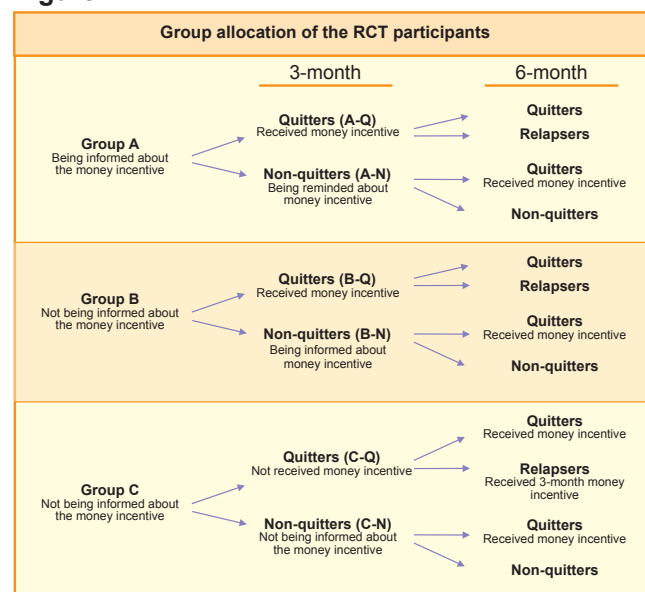 Group allocation of the RCT participants
3-month
6-month
Group A
Being informed about
the money incentive
Quitters (A-Q)
Received money incentive
Non-quitters (A-N)
Being reminded about
money incentive
Quitters
Relapsers
Quitters
Received money incentive
Non-quitters
Group B
Not being informed about
the money incentive
Quitters (B-Q)
Received money incentive
Non-quitters (B-N)
Being informed about
money incentive
Quitters
Relapsers
Quitters
Received money incentive
Non-quitters
Group C
Not being informed about
the money incentive
Quitters (C-Q)
Not received money incentive
Non-quitters (C-N)
Not being informed about
the money incentive
Quitters
Received money incentive
Relapsers
Received 3-month money
incentive
Quitters
Received money incentive
Non-quitters